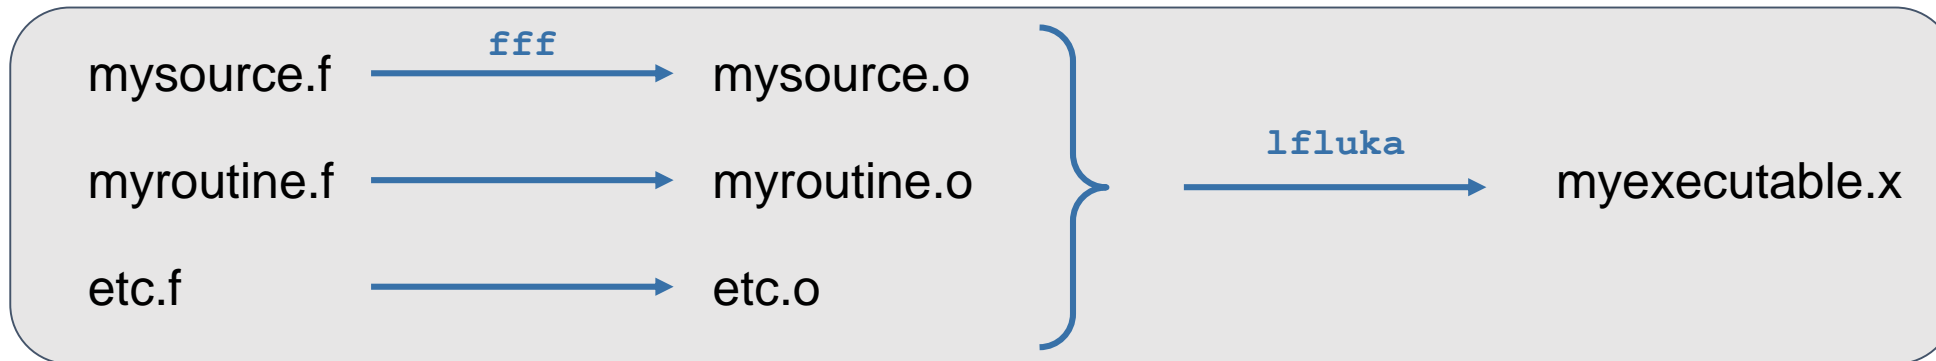 fff
mysource.f mysource.o
lfluka
myroutine.f myroutine.o myexecutable.x
etc.f etc.o